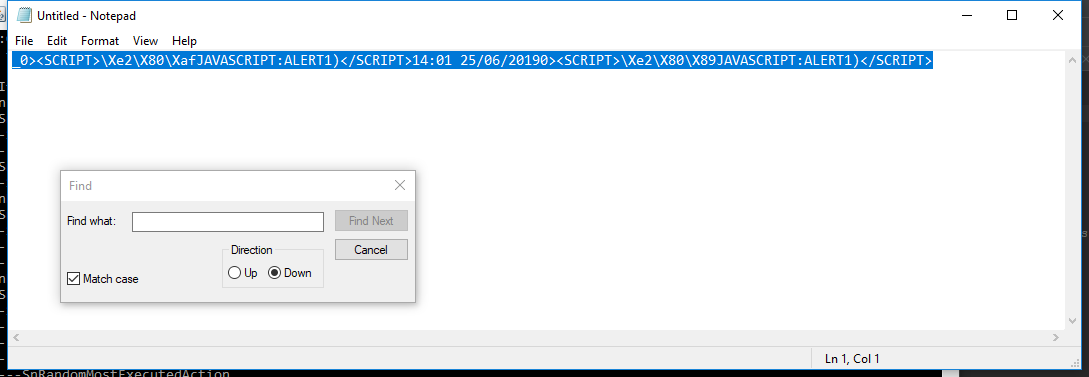 Untitled - Notepad
File Edit Format View Help
_0><SCRIPT>\Xe2\X80\XafJAVASCRIPT:ALERT1)</SCRIPT>14:01 25/06/20190><SCRIPT>\Xe2\X80\X89JAVASCRIPT:ALERT1)</SCRIPT>
Find
Find what:
Find Next
Direction
Cancel
Up Down
Match case
Ln 1, Col 1
---SnRandomMostExecutedAction